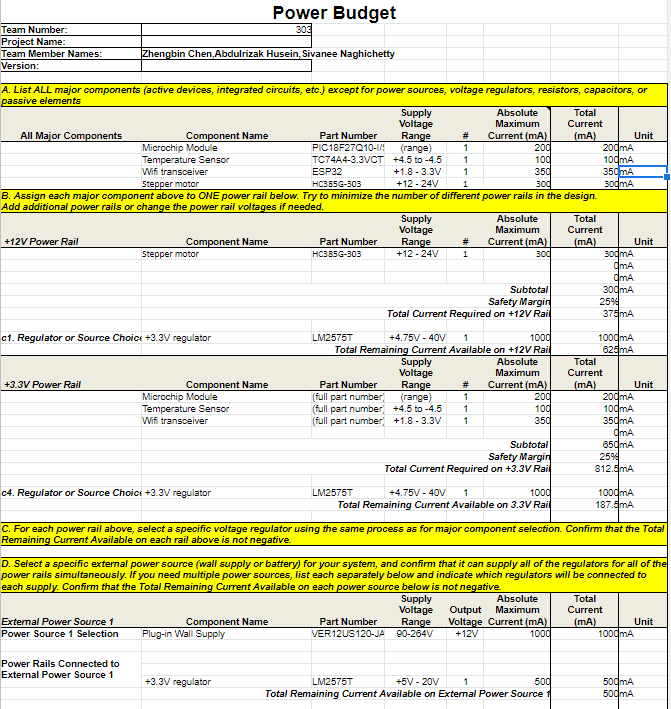 Power Budget
Team Number: 303
Project Name:
Team Member Names: Zhengbin Chen,Abdulrizak Husein,Sivanee Naghichetty
Version:
A. List ALL major components (active devices, integrated circuits, etc.) except for power sources, voltage regulators, resistors, capacitors, or
passive elements
All Major Components Component Name Part Number Supply Voltage Range # Absolute Maximum Current (mA) Total Current (mA) Unit
Microchip Module PIC18F27Q10-I/ (range) 1 200 200 mA
Temperature Sensor TC74A4-3.3VCT +4.5 to -4.5 1 100 100 mA
Wifi transceiver ESP32 +1.8 - 3.3V 1 350 350 mA
Stepper motor HC385G-303 +12 - 24V 1 300 300 mA
B. Assign each major component above to ONE power rail below. Try to minimize the number of different power rails in the design.
Add additional power rails or change the power rail voltages if needed.
+12V Power Rail Component Name Part Number Supply Voltage Range # Absolute Maximum Current (mA) Total Current (mA) Unit
Stepper motor HC385G-303 +12 - 24V 1 300 300 mA
0 mA
0 mA
Subtotal 300 mA
Safety Margin 25%
Total Current Required on +12V Rail 375 mA
c1. Regulator or Source Choice +3.3V regulator LM2575T +4.75V - 40V 1 1000 1000 mA
Total Remaining Current Available on +12V Rail 625 mA
+3.3V Power Rail Component Name Part Number Supply Voltage Range # Absolute Maximum Current (mA) Total Current (mA) Unit
Microchip Module (full part number) (range) 1 200 200 mA
Temperature Sensor (full part number) +4.5 to -4.5 1 100 100 mA
Wifi transceiver (full part number) +1.8 - 3.3V 1 350 350 mA
0 mA
Subtotal 650 mA
Safety Margin 25%
Total Current Required on +3.3V Rail 812.5 mA
c4. Regulator or Source Choice +3.3V regulator LM2575T +4.75V - 40V 1 1000 1000 mA
Total Remaining Current Available on 3.3V Rail 187.5 mA
C. For each power rail above, select a specific voltage regulator using the same process as for major component selection. Confirm that the Total
Remaining Current Available on each rail above is not negative.
D. Select a specific external power source (wall supply or battery) for your system, and confirm that it can supply all of the regulators for all of the
power rails simultaneously. If you need multiple power sources, list each separately below and indicate which regulators will be connected to
each supply. Confirm that the Total Remaining Current Available on each power source below is not negative.
External Power Source 1 Component Name Part Number Supply Voltage Range Output Voltage Absolute Maximum Current (mA) Total Current (mA) Unit
Power Source 1 Selection Plug-in Wall Supply VER12US120-JA 90-264V +12V 1000 1000 mA
Power Rails Connected to
External Power Source 1
+3.3V regulator LM2575T +5V - 20V 1 500 500 mA
Total Remaining Current Available on External Power Source 1 500 mA